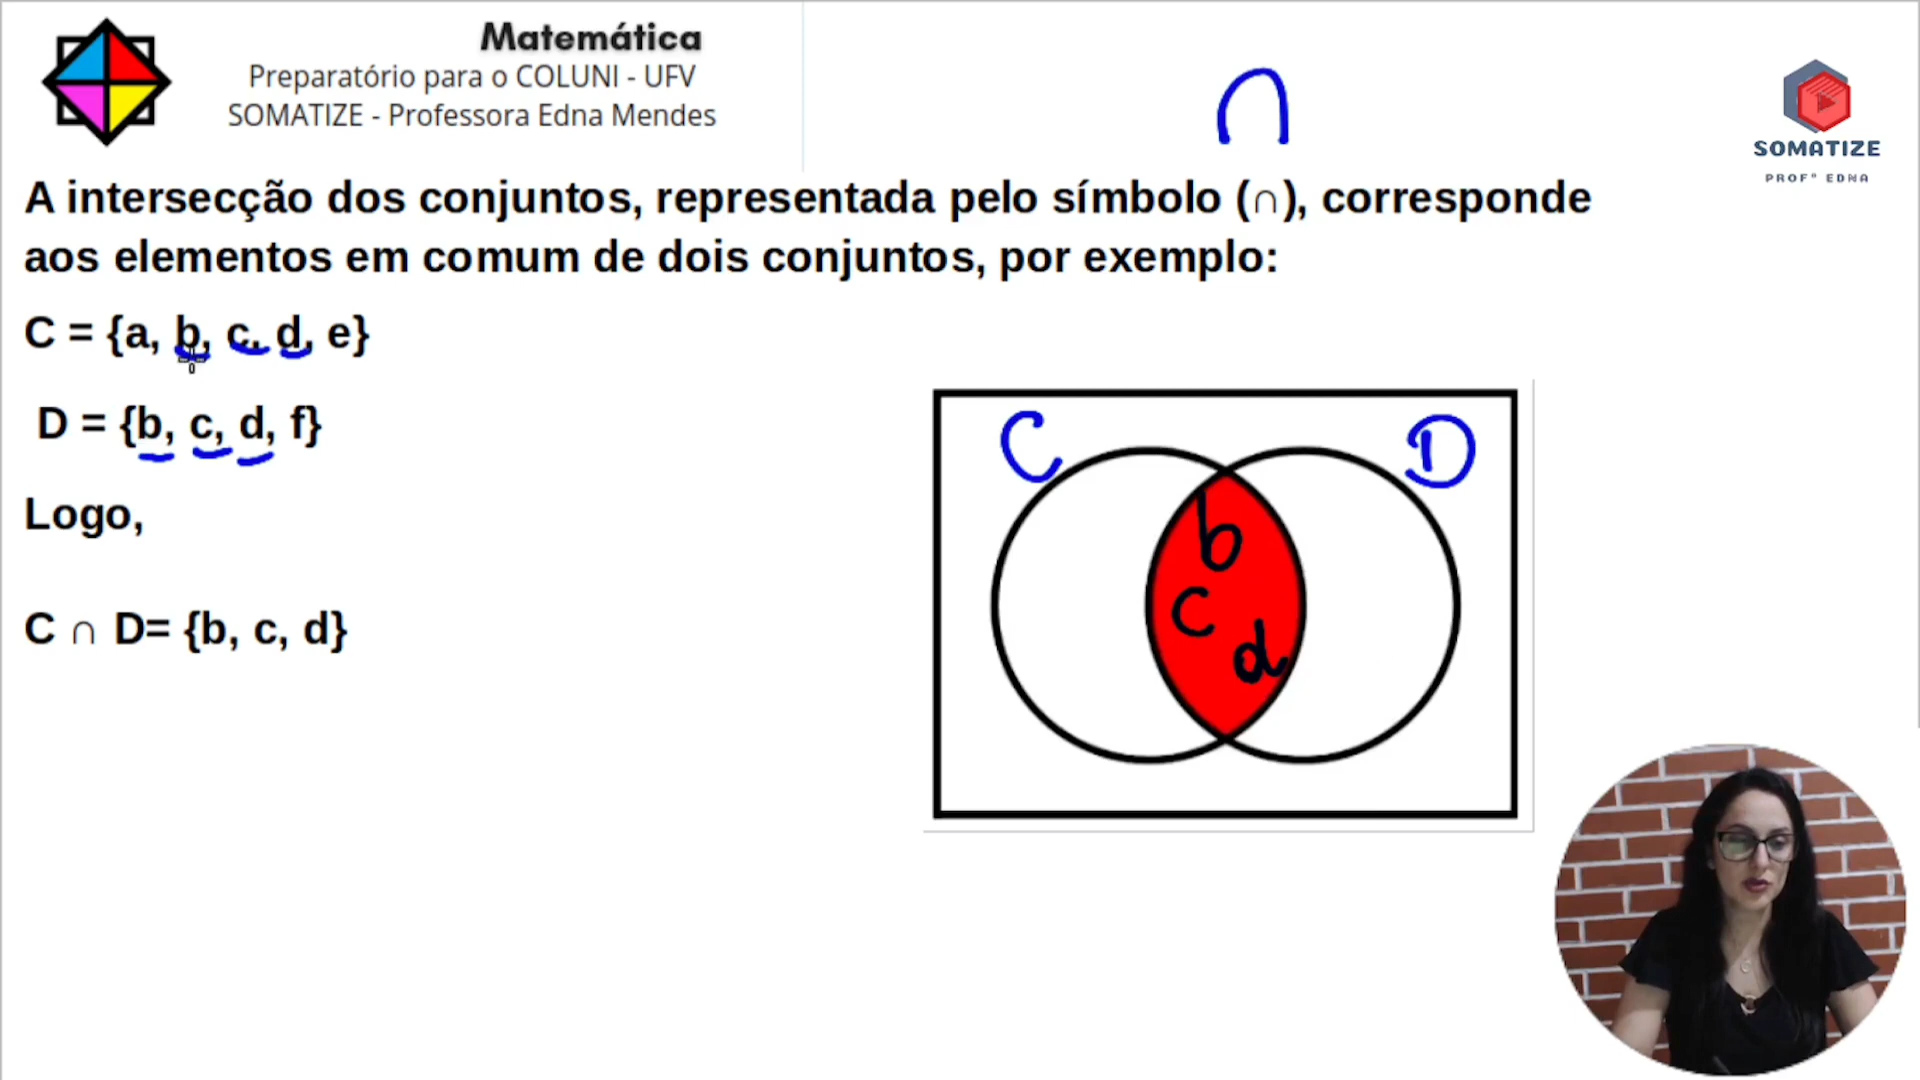 Matemática
Preparatório para o COLUNI - UFV
SOMATIZE - Professora Edna Mendes
∩
SOMATIZE
PROFª EDNA
A intersecção dos conjuntos, representada pelo símbolo (∩), corresponde
aos elementos em comum de dois conjuntos, por exemplo:
C = {a, b, c, d, e}
D = {b, c, d, f}
Logo,
C ∩ D= {b, c, d}
C D
b
c
d